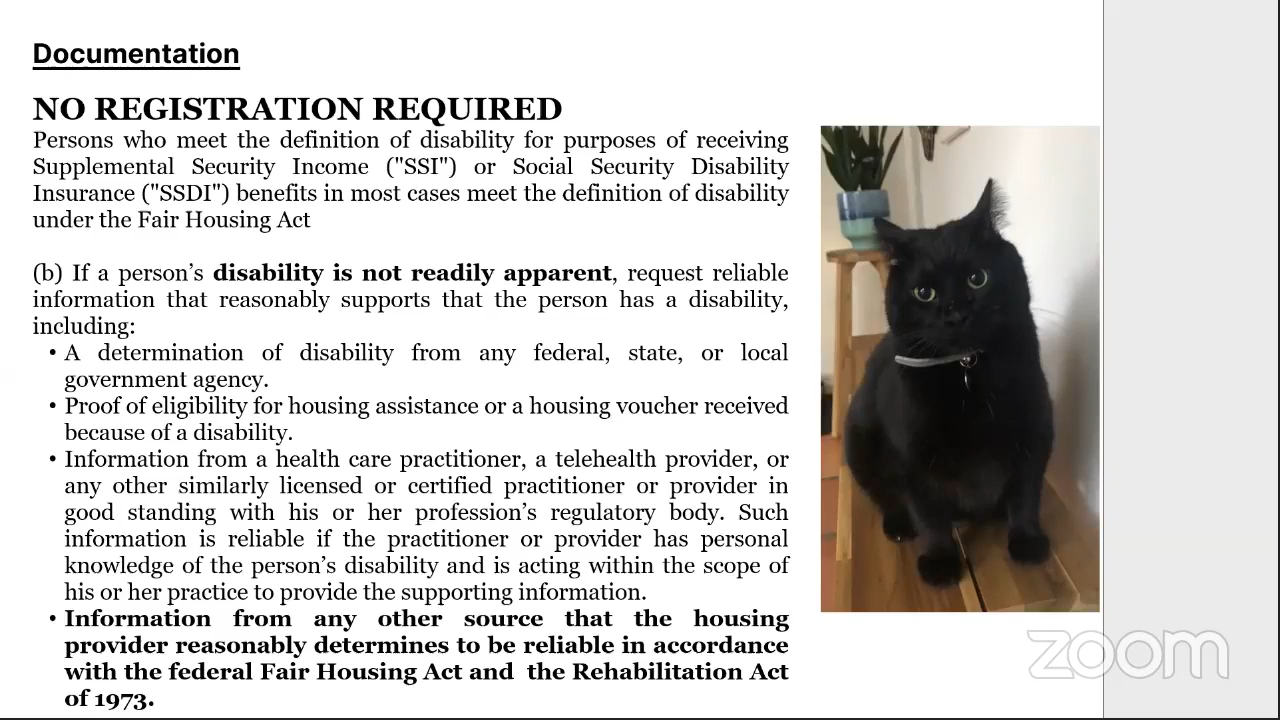 Documentation
NO REGISTRATION REQUIRED
Persons who meet the definition of disability for purposes of receiving
Supplemental Security Income ("SSI") or Social Security Disability
Insurance ("SSDI") benefits in most cases meet the definition of disability
under the Fair Housing Act
(b) If a person’s disability is not readily apparent, request reliable
information that reasonably supports that the person has a disability,
including:
• A determination of disability from any federal, state, or local
government agency.
• Proof of eligibility for housing assistance or a housing voucher received
because of a disability.
• Information from a health care practitioner, a telehealth provider, or
any other similarly licensed or certified practitioner or provider in
good standing with his or her profession’s regulatory body. Such
information is reliable if the practitioner or provider has personal
knowledge of the person’s disability and is acting within the scope of
his or her practice to provide the supporting information.
• Information from any other source that the housing
provider reasonably determines to be reliable in accordance
with the federal Fair Housing Act and the Rehabilitation Act
of 1973.
zoom